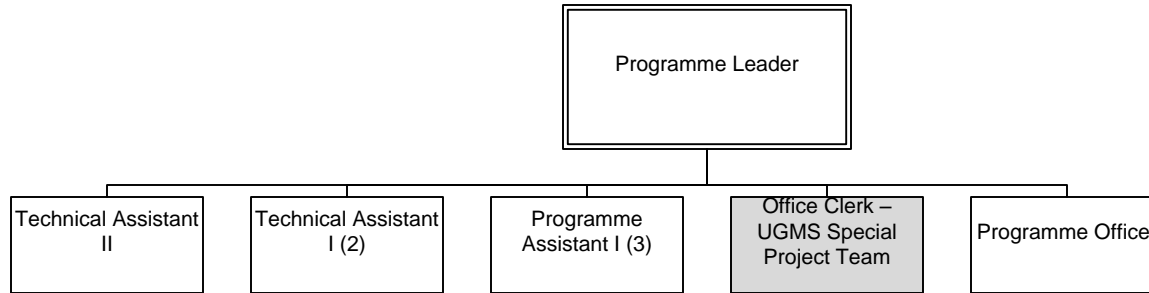 Programme Leader
Technical Assistant
II
Technical Assistant
I (2)
Programme
Assistant I (3)
Office Clerk –
UGMS Special
Project Team
Programme Office